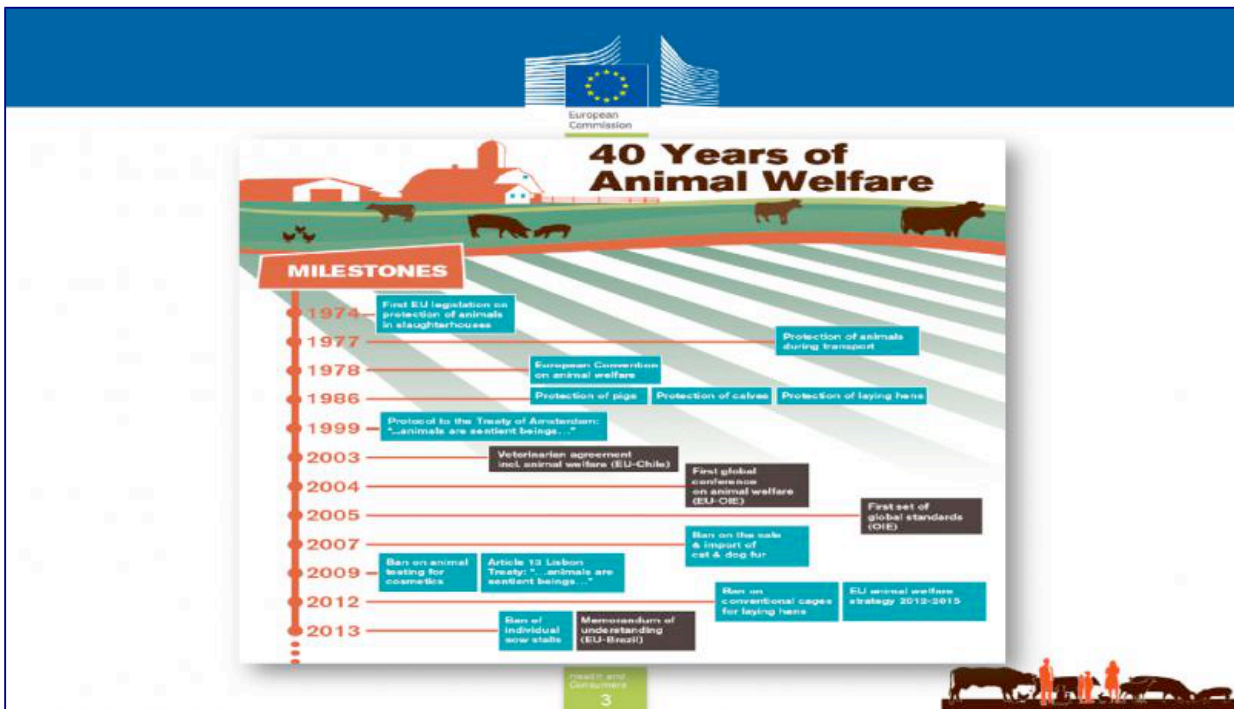 European
Commission
40 Years of
Animal Welfare
MILESTONES
1974
First EU legislation on
protection of animals
in slaughterhouses
1977
Protection of animals
during transport
1978
European Convention
on animal welfare
1986
Protection of pigs
Protection of calves
Protection of laying hens
1999
Protocol to the Treaty of Amsterdam:
"...animals are sentient beings..."
2003
Veterinarian agreement
incl. animal welfare (EU-Chile)
2004
First global
conference
on animal welfare
(EU-OIE)
2005
First set of
global standards
(OIE)
2007
Ban on the sale
& import of
cat & dog fur
2009
Ban on animal
testing for
cosmetics
Article 13 Lisbon
Treaty: "...animals are
sentient beings..."
2012
Ban on
conventional cages
for laying hens
EU animal welfare
strategy 2012-2015
2013
Ban of
individual
sow stalls
Memorandum of
understanding
(EU-Brazil)
Health and
Consumers
3